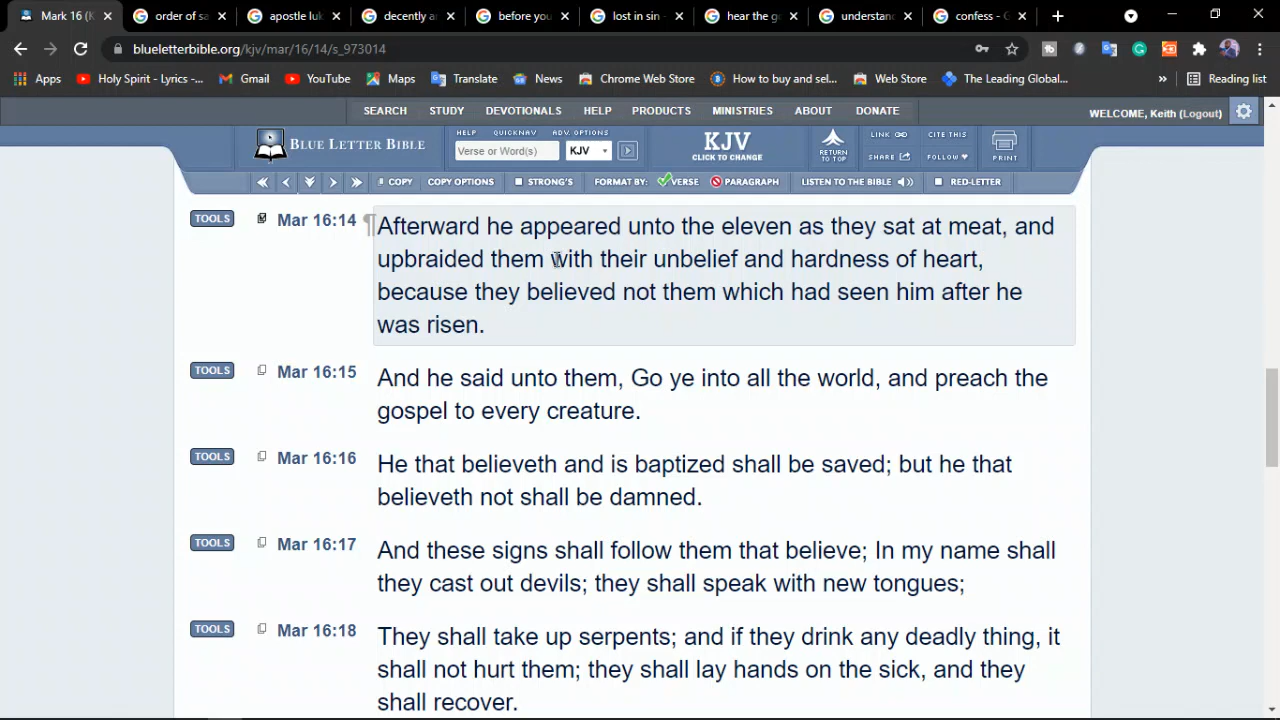 Mark 16 (K
order of sa
apostle luk
decently a
before you
lost in sin -
hear the g
understan
confess - G
blueletterbible.org/kjv/mar/16/14/s_973014
Apps
Holy Spirit - Lyrics -...
Gmail
YouTube
Maps
Translate
News
Chrome Web Store
How to buy and sel...
Web Store
The Leading Global...
»
Reading list
SEARCH STUDY DEVOTIONALS HELP PRODUCTS MINISTRIES ABOUT DONATE
WELCOME, Keith (Logout)
BLUE LETTER BIBLE
HELP QUICKNAV ADV. OPTIONS
Verse or Word(s) KJV
KJV
CLICK TO CHANGE
RETURN
TO TOP
LINK CITE THIS
SHARE FOLLOW
PRINT
COPY COPY OPTIONS STRONG'S FORMAT BY: VERSE PARAGRAPH LISTEN TO THE BIBLE RED-LETTER
TOOLS Mar 16:14 ¶Afterward he appeared unto the eleven as they sat at meat, and
upbraided them with their unbelief and hardness of heart,
because they believed not them which had seen him after he
was risen.
TOOLS Mar 16:15 And he said unto them, Go ye into all the world, and preach the
gospel to every creature.
TOOLS Mar 16:16 He that believeth and is baptized shall be saved; but he that
believeth not shall be damned.
TOOLS Mar 16:17 And these signs shall follow them that believe; In my name shall
they cast out devils; they shall speak with new tongues;
TOOLS Mar 16:18 They shall take up serpents; and if they drink any deadly thing, it
shall not hurt them; they shall lay hands on the sick, and they
shall recover.